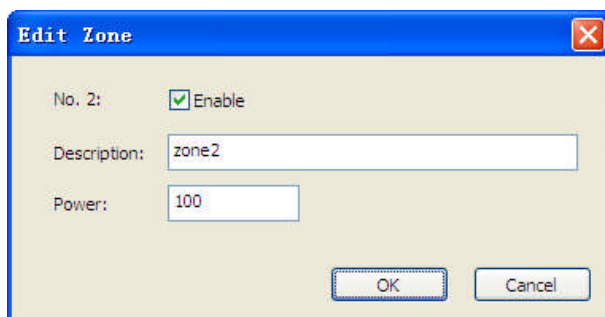 Edit Zone
No. 2: Enable
Description: zone2
Power: 100
OK Cancel